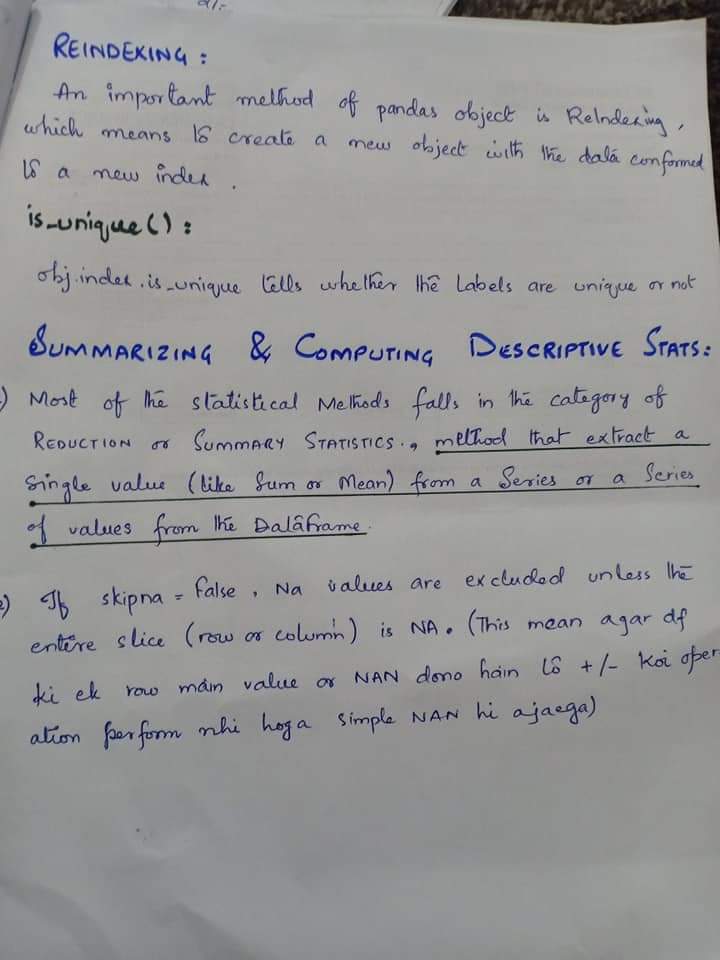 REINDEXING :
An important method of pandas object is ReIndexing,
which means to create a new object with the data conformed
to a new index.
is_unique() :
obj.index.is_unique tells whether the Labels are unique or not
SUMMARIZING & COMPUTING DESCRIPTIVE STATS:
) Most of the statistical Methods falls in the category of
REDUCTION or SUMMARY STATISTICS., method that extract a
single value (like Sum or Mean) from a Series or a Series
of values from the DataFrame.
2) If skipna = False, Na values are excluded unless the
entire slice (row or column) is NA. (This mean agar df
ki ek row main value or NAN dono hain to +/- koi oper
ation perform nhi hoga simple NAN hi ajaega)